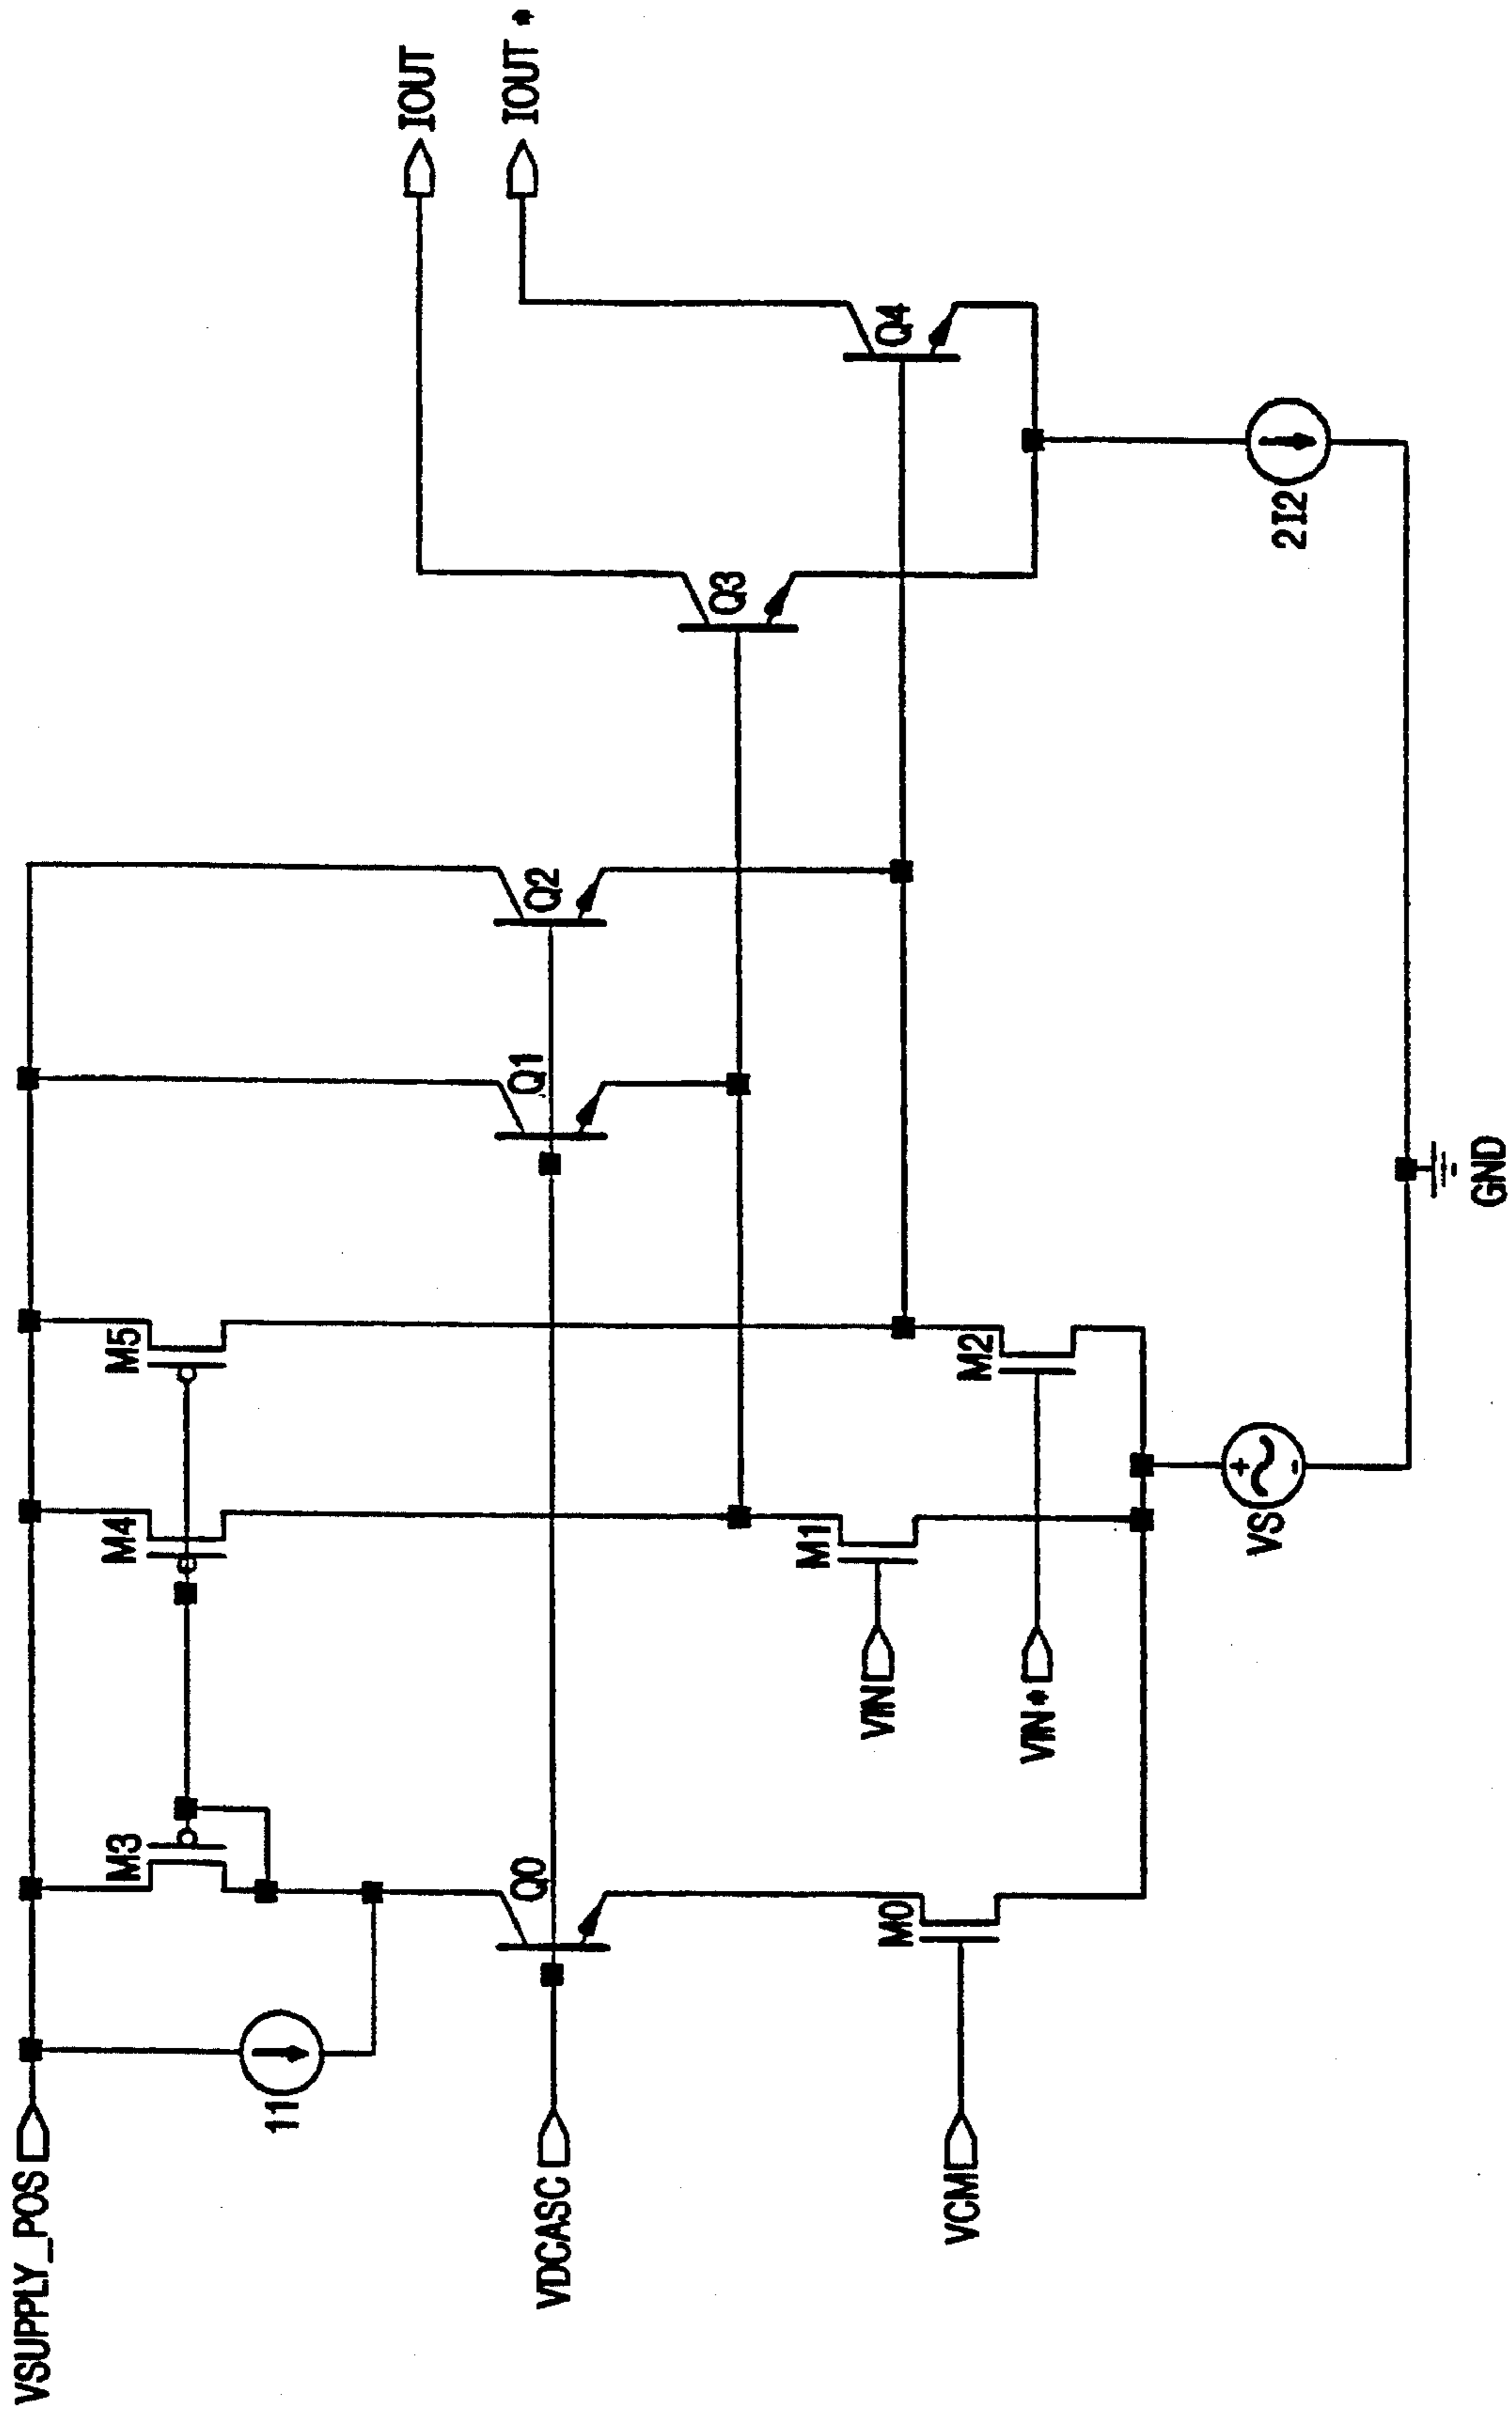 VSUPPLY_POS
11
M3
M4
M5
VDCASC
Q0
Q1
Q2
IOUT
IOUT*
Q3
Q4
VCM
M0
VIN
M1
VIN*
M2
VS
+
-
2I2
GND